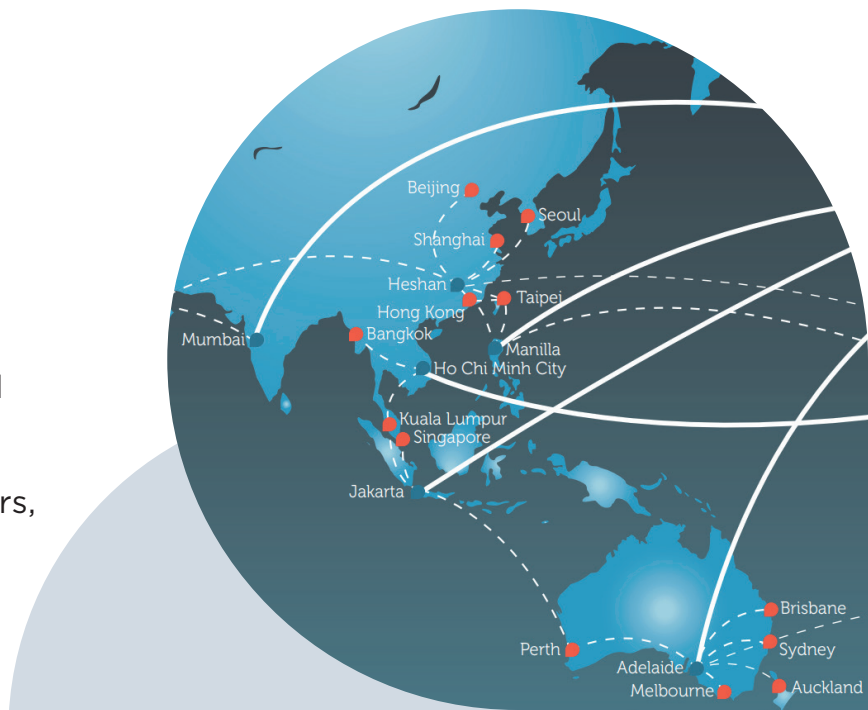 Beijing
Seoul
Shanghai
Heshan
Hong Kong
Taipei
Mumbai
Bangkok
Manilla
Ho Chi Minh City
Kuala Lumpur
Singapore
rs,
Jakarta
Brisbane
Perth
Sydney
Adelaide
Melbourne
Auckland